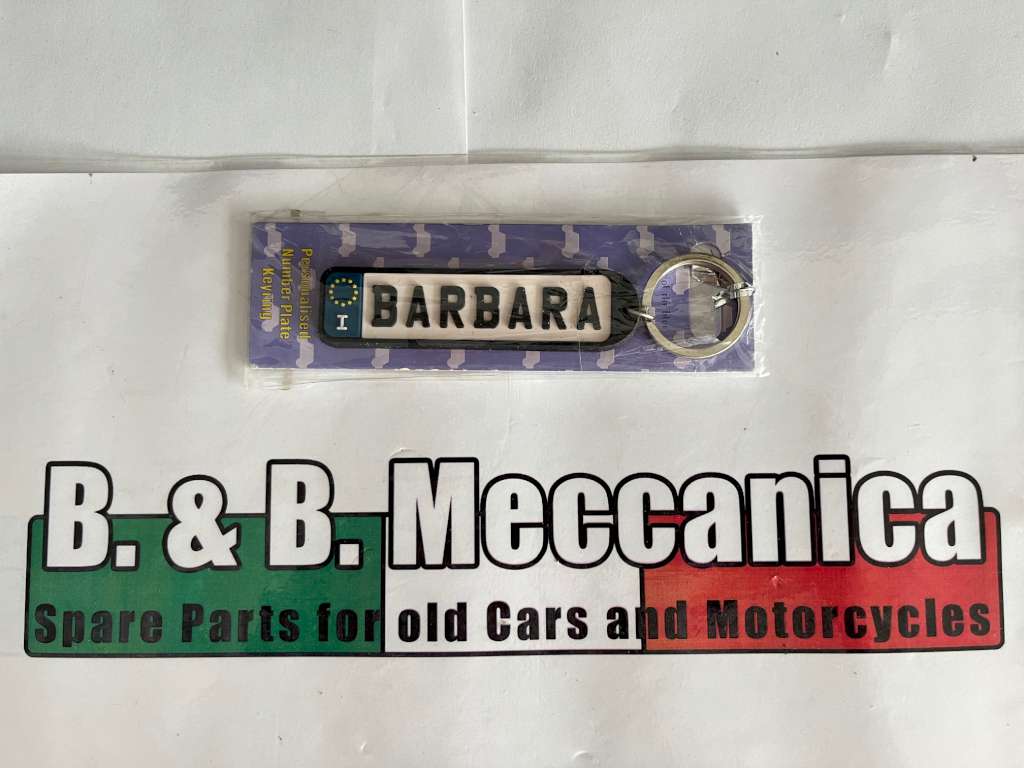 Personalised
Number Plate
Keyring
I
BARBARA
B. & B. Meccanica
Spare Parts for old Cars and Motorcycles